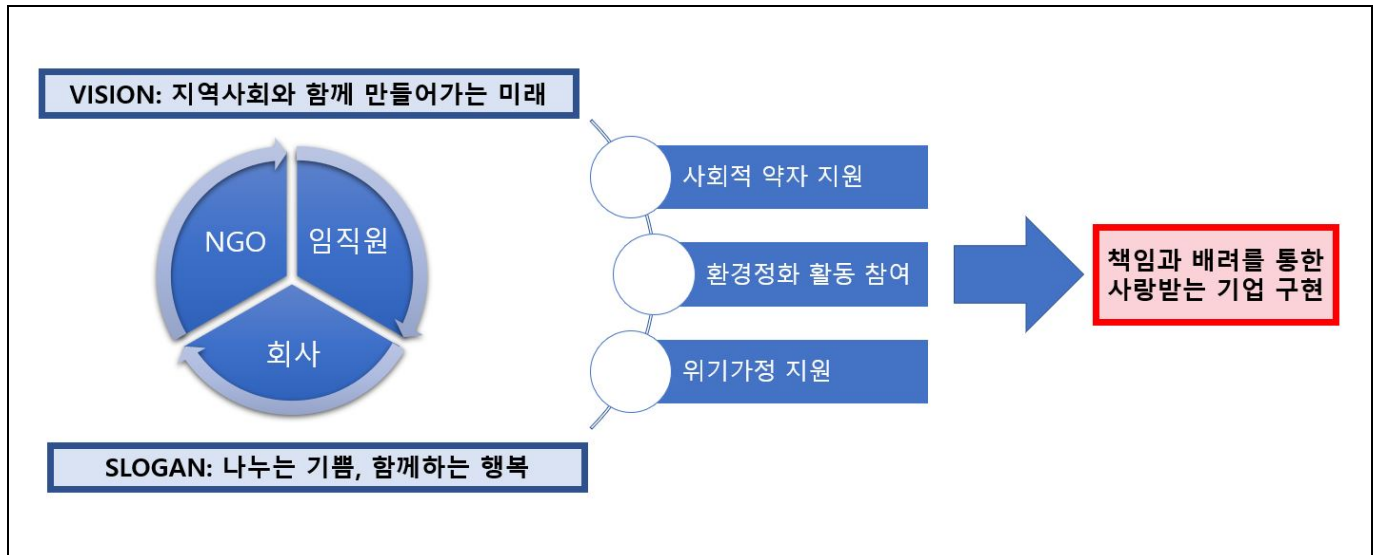 VISION: 지역사회와 함께 만들어가는 미래
NGO
임직원
회사
SLOGAN: 나누는 기쁨, 함께하는 행복
사회적 약자 지원
환경정화 활동 참여
위기가정 지원
책임과 배려를 통한
사랑받는 기업 구현